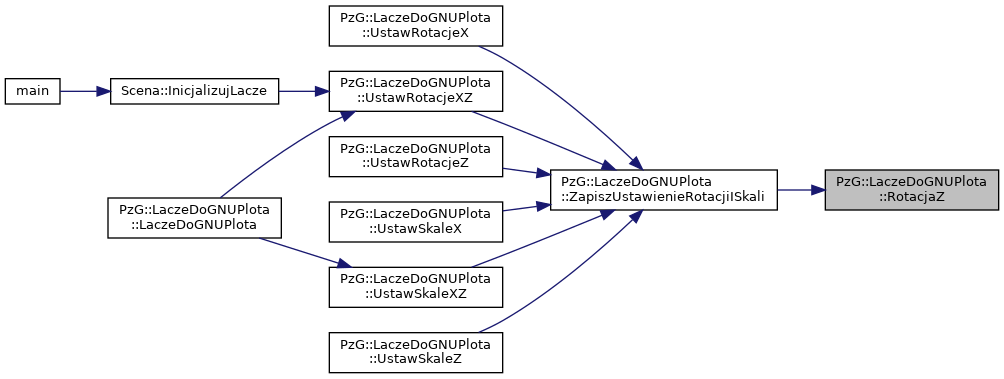 main
Scena::InicjalizujLacze
PzG::LaczeDoGNUPlota
::LaczeDoGNUPlota
PzG::LaczeDoGNUPlota
::UstawRotacjeX
PzG::LaczeDoGNUPlota
::UstawRotacjeXZ
PzG::LaczeDoGNUPlota
::UstawRotacjeZ
PzG::LaczeDoGNUPlota
::UstawSkaleX
PzG::LaczeDoGNUPlota
::UstawSkaleXZ
PzG::LaczeDoGNUPlota
::UstawSkaleZ
PzG::LaczeDoGNUPlota
::ZapiszUstawienieRotacjiISkali
PzG::LaczeDoGNUPlota
::RotacjaZ